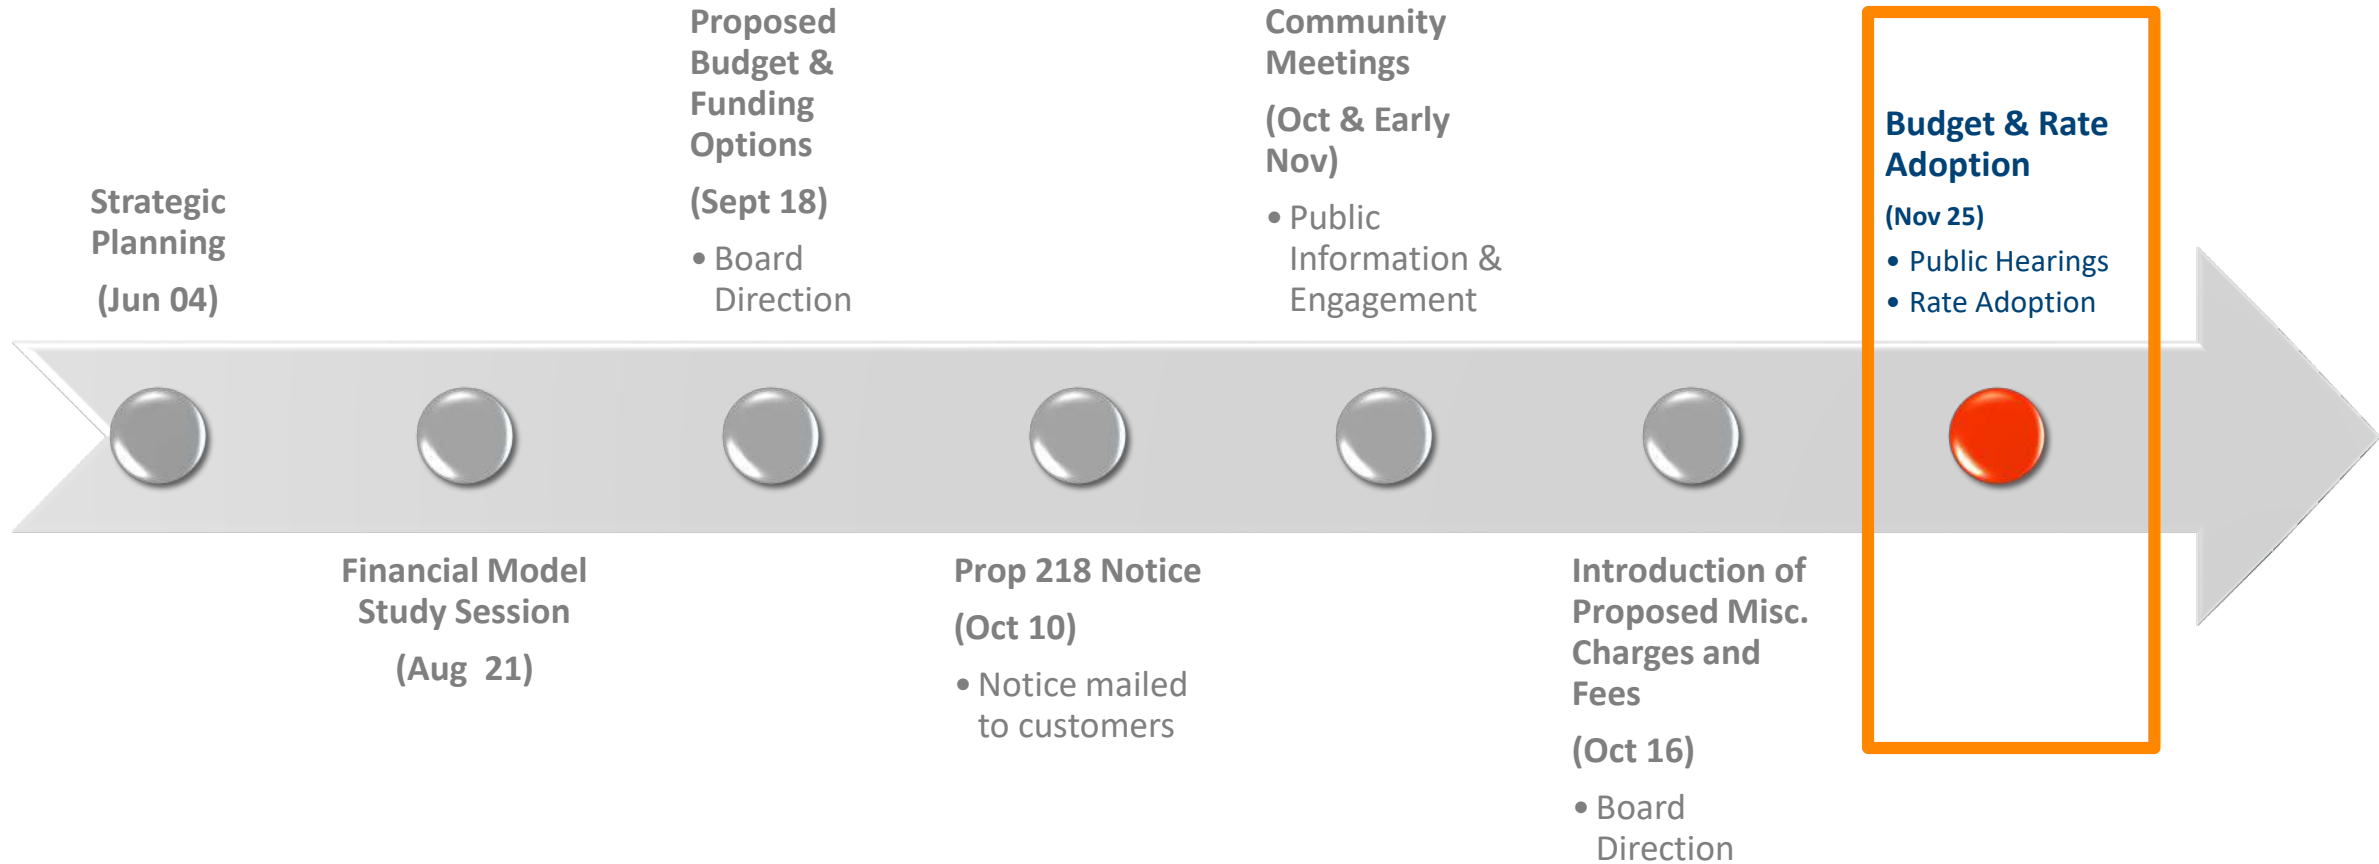 Strategic
Planning
(Jun 04)
Financial Model
Study Session
(Aug  21)
Proposed
Budget &
Funding
Options
(Sept 18)
• Board
Direction
Prop 218 Notice
(Oct 10)
• Notice mailed
to customers
Community
Meetings
(Oct & Early
Nov)
• Public
Information &
Engagement
Introduction of
Proposed Misc.
Charges and
Fees
(Oct 16)
• Board
Direction
Budget & Rate
Adoption
(Nov 25)
• Public Hearings
• Rate Adoption